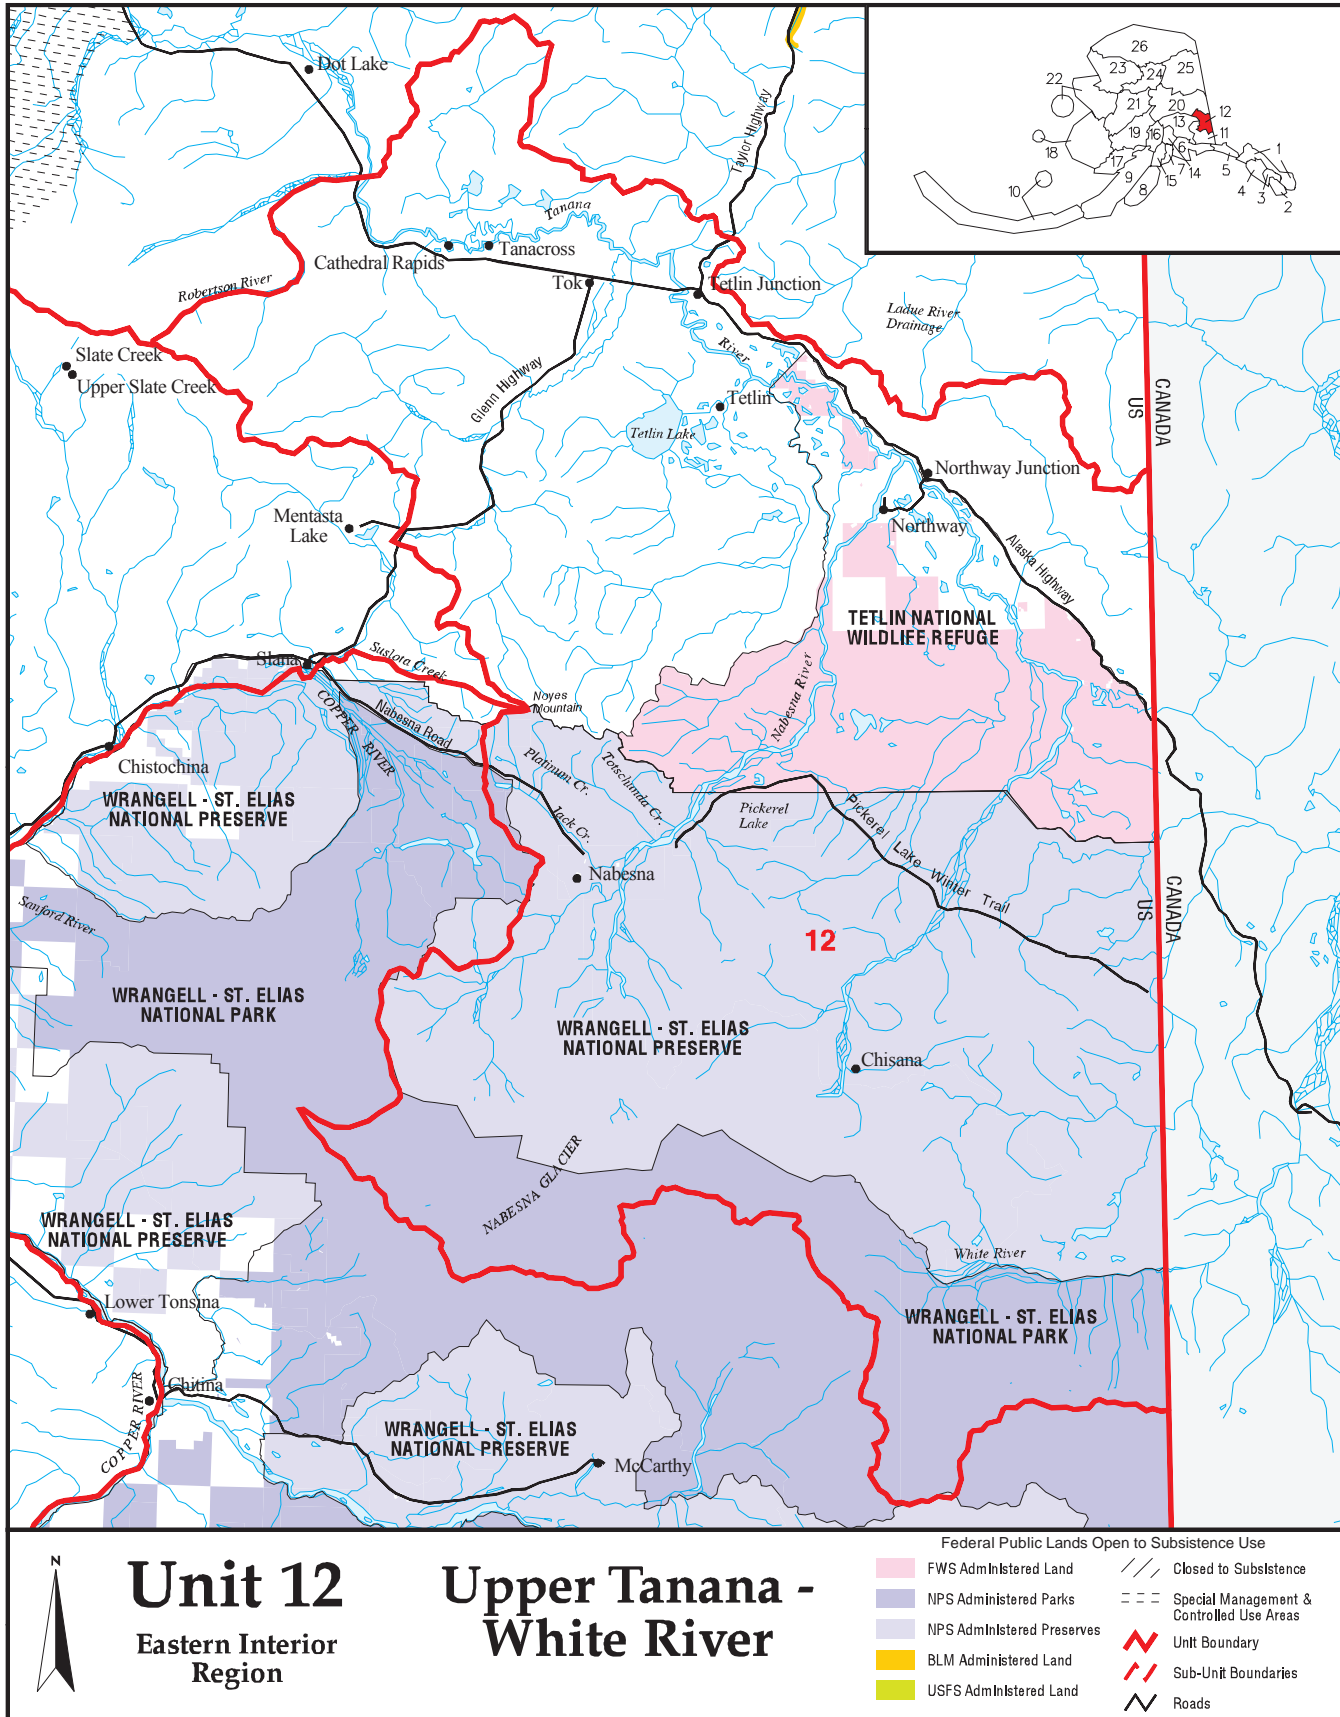 26
23
24
25
22
21
20
12
13
19
16
11
18
6
1
17
7
14
5
10
9
15
4
8
3
2
Dot Lake
Taylor Highway
Tanana
Tanacross
Cathedral Rapids
Robertson River
Tok
Tetlin Junction
Ladue River
Drainage
River
Slate Creek
Upper Slate Creek
Glenn Highway
Tetlin
Tetlin Lake
CANADA
US
Northway Junction
Mentasta
Lake
Northway
Alaska Highway
TETLIN NATIONAL
WILDLIFE REFUGE
Slana
Suslota Creek
Nabesna River
Noyes
Mountain
COPPER RIVER
Nabesna Road
Chistochina
Platinum Cr.
Totschunda Cr.
WRANGELL - ST. ELIAS
NATIONAL PRESERVE
Jack Cr.
Pickerel
Lake
Pickerel Lake Winter Trail
Nabesna
CANADA
US
Sanford River
12
WRANGELL - ST. ELIAS
NATIONAL PARK
WRANGELL - ST. ELIAS
NATIONAL PRESERVE
Chisana
NABESNA GLACIER
WRANGELL - ST. ELIAS
NATIONAL PRESERVE
White River
Lower Tonsina
WRANGELL - ST. ELIAS
NATIONAL PARK
Chitina
COPPER RIVER
WRANGELL - ST. ELIAS
NATIONAL PRESERVE
McCarthy
N
Unit 12
Eastern Interior
Region
Upper Tanana -
White River
Federal Public Lands Open to Subsistence Use
FWS Administered Land
NPS Administered Parks
NPS Administered Preserves
BLM Administered Land
USFS Administered Land
Closed to Subsistence
Special Management &
Controlled Use Areas
Unit Boundary
Sub-Unit Boundaries
Roads